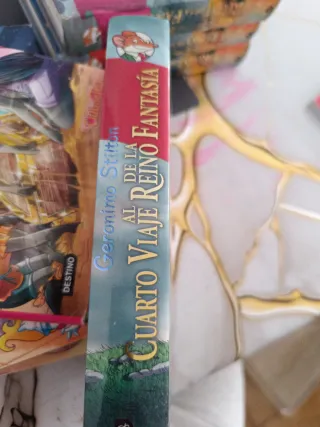 Geronimo Stilton
CUARTO VIAJE
AL REINO
DE LA FANTASÍA
DESTINO